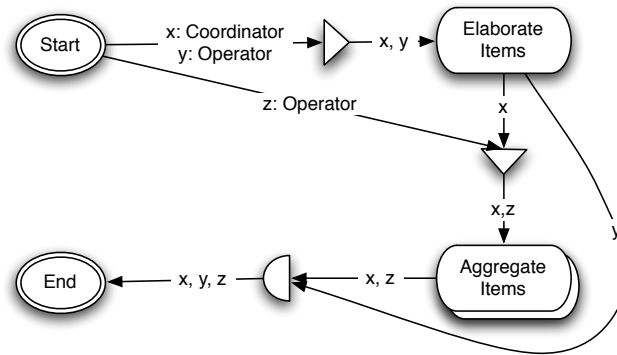 Start
x: Coordinator
y: Operator
x, y
Elaborate
Items
z: Operator
x
x,z
y
End
x, y, z
x, z
Aggregate
Items